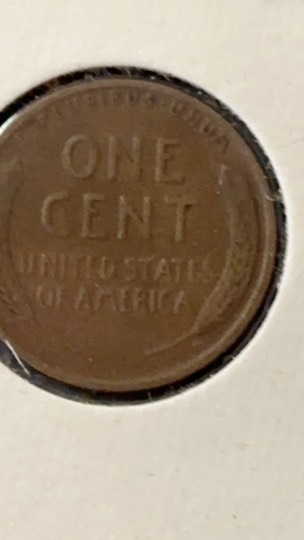 E PLURIBUS UNUM
ONE
CENT
UNITED STATES
OF AMERICA